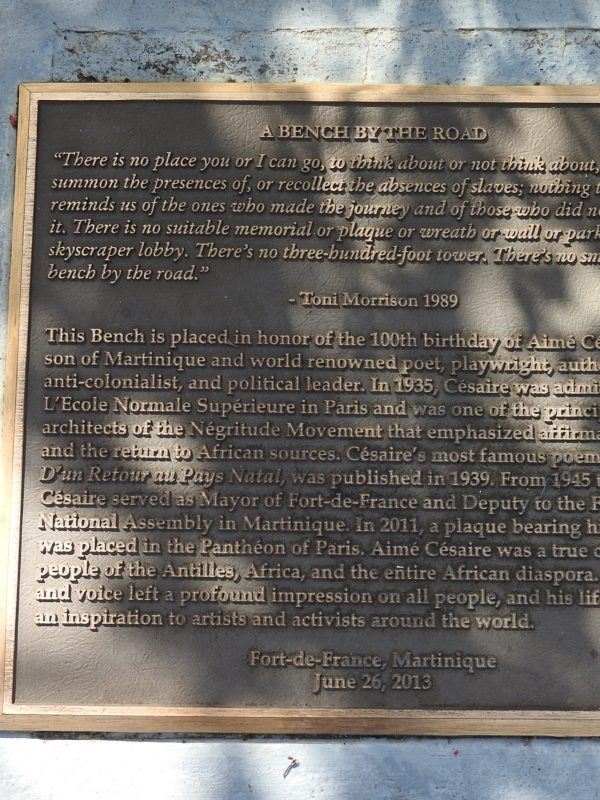 A BENCH BY THE ROAD
“There is no place you or I can go, to think about or not think about,
summon the presences of, or recollect the absences of slaves; nothing
reminds us of the ones who made the journey and of those who did
it. There is no suitable memorial or plaque or wreath or wall or park
skyscraper lobby. There’s no three-hundred-foot tower. There’s no
bench by the road.”
- Toni Morrison 1989
This Bench is placed in honor of the 100th birthday of Aimé
son of Martinique and world renowned poet, playwright,
anti-colonialist, and political leader. In 1935, Césaire was
L’Ecole Normale Supérieure in Paris and was one of the
architects of the Négritude Movement that emphasized
and the return to African sources. Césaire’s most famous poem
D’un Retour au Pays Natal, was published in 1939. From 1945
Césaire served as Mayor of Fort-de-France and Deputy to the
National Assembly in Martinique. In 2011, a plaque bearing
was placed in the Panthéon of Paris. Aimé Césaire was a true
people of the Antilles, Africa, and the entire African diaspora.
and voice left a profound impression on all people, and his
an inspiration to artists and activists around the world.
Fort-de-France, Martinique
June 26, 2013